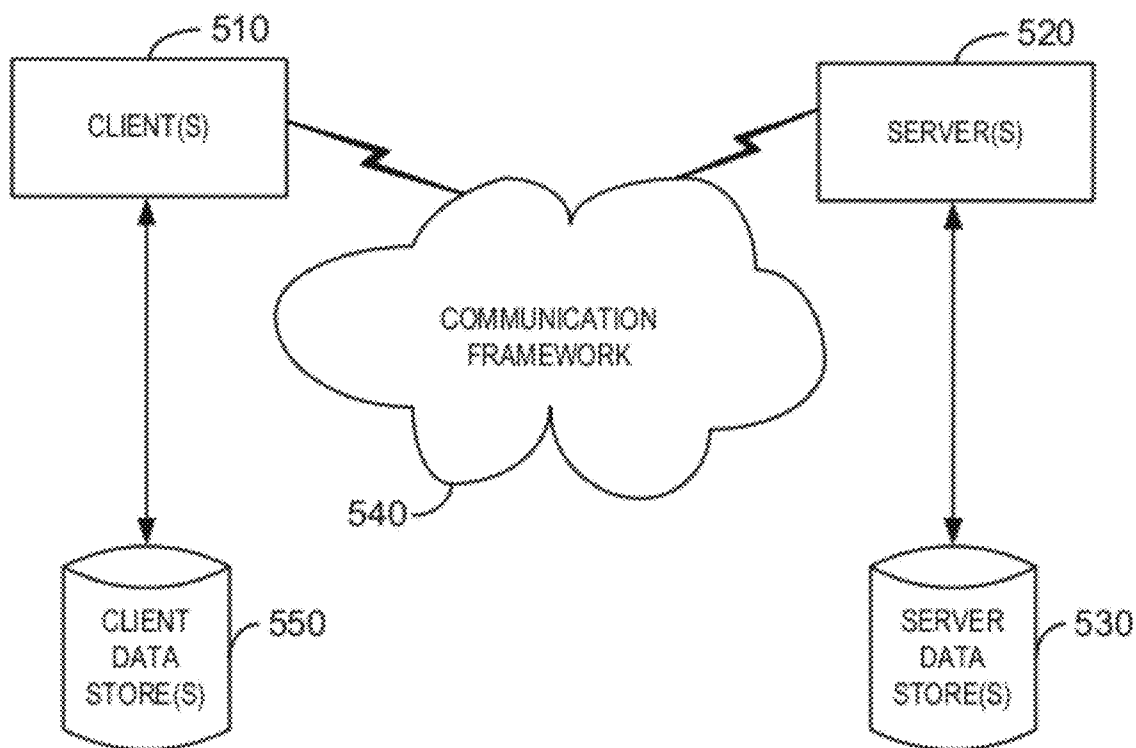 510
520
CLIENT(S)
SERVER(S)
COMMUNICATION
FRAMEWORK
540
CLIENT
DATA
STORE(S)
550
SERVER
DATA
STORE(S)
530